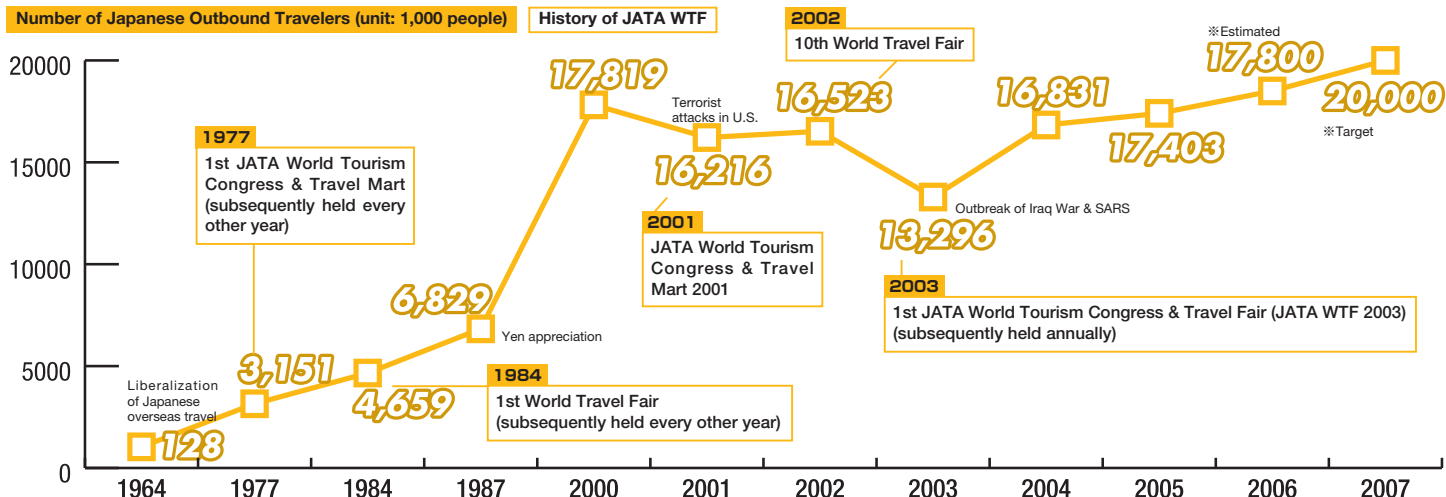 Number of Japanese Outbound Travelers (unit: 1,000 people)
History of JATA WTF
20000
15000
10000
5000
0
Liberalization
of Japanese
overseas travel
128
1977
1st JATA World Tourism
Congress & Travel Mart
(subsequently held every
other year)
3,151
4,659
1984
1st World Travel Fair
(subsequently held every other year)
6,829
Yen appreciation
17,819
Terrorist
attacks in U.S.
16,216
2001
JATA World Tourism
Congress & Travel
Mart 2001
2002
10th World Travel Fair
16,523
13,296
Outbreak of Iraq War & SARS
2003
1st JATA World Tourism Congress & Travel Fair (JATA WTF 2003)
(subsequently held annually)
16,831
17,403
※Estimated
17,800
20,000
※Target
1964
1977
1984
1987
2000
2001
2002
2003
2004
2005
2006
2007